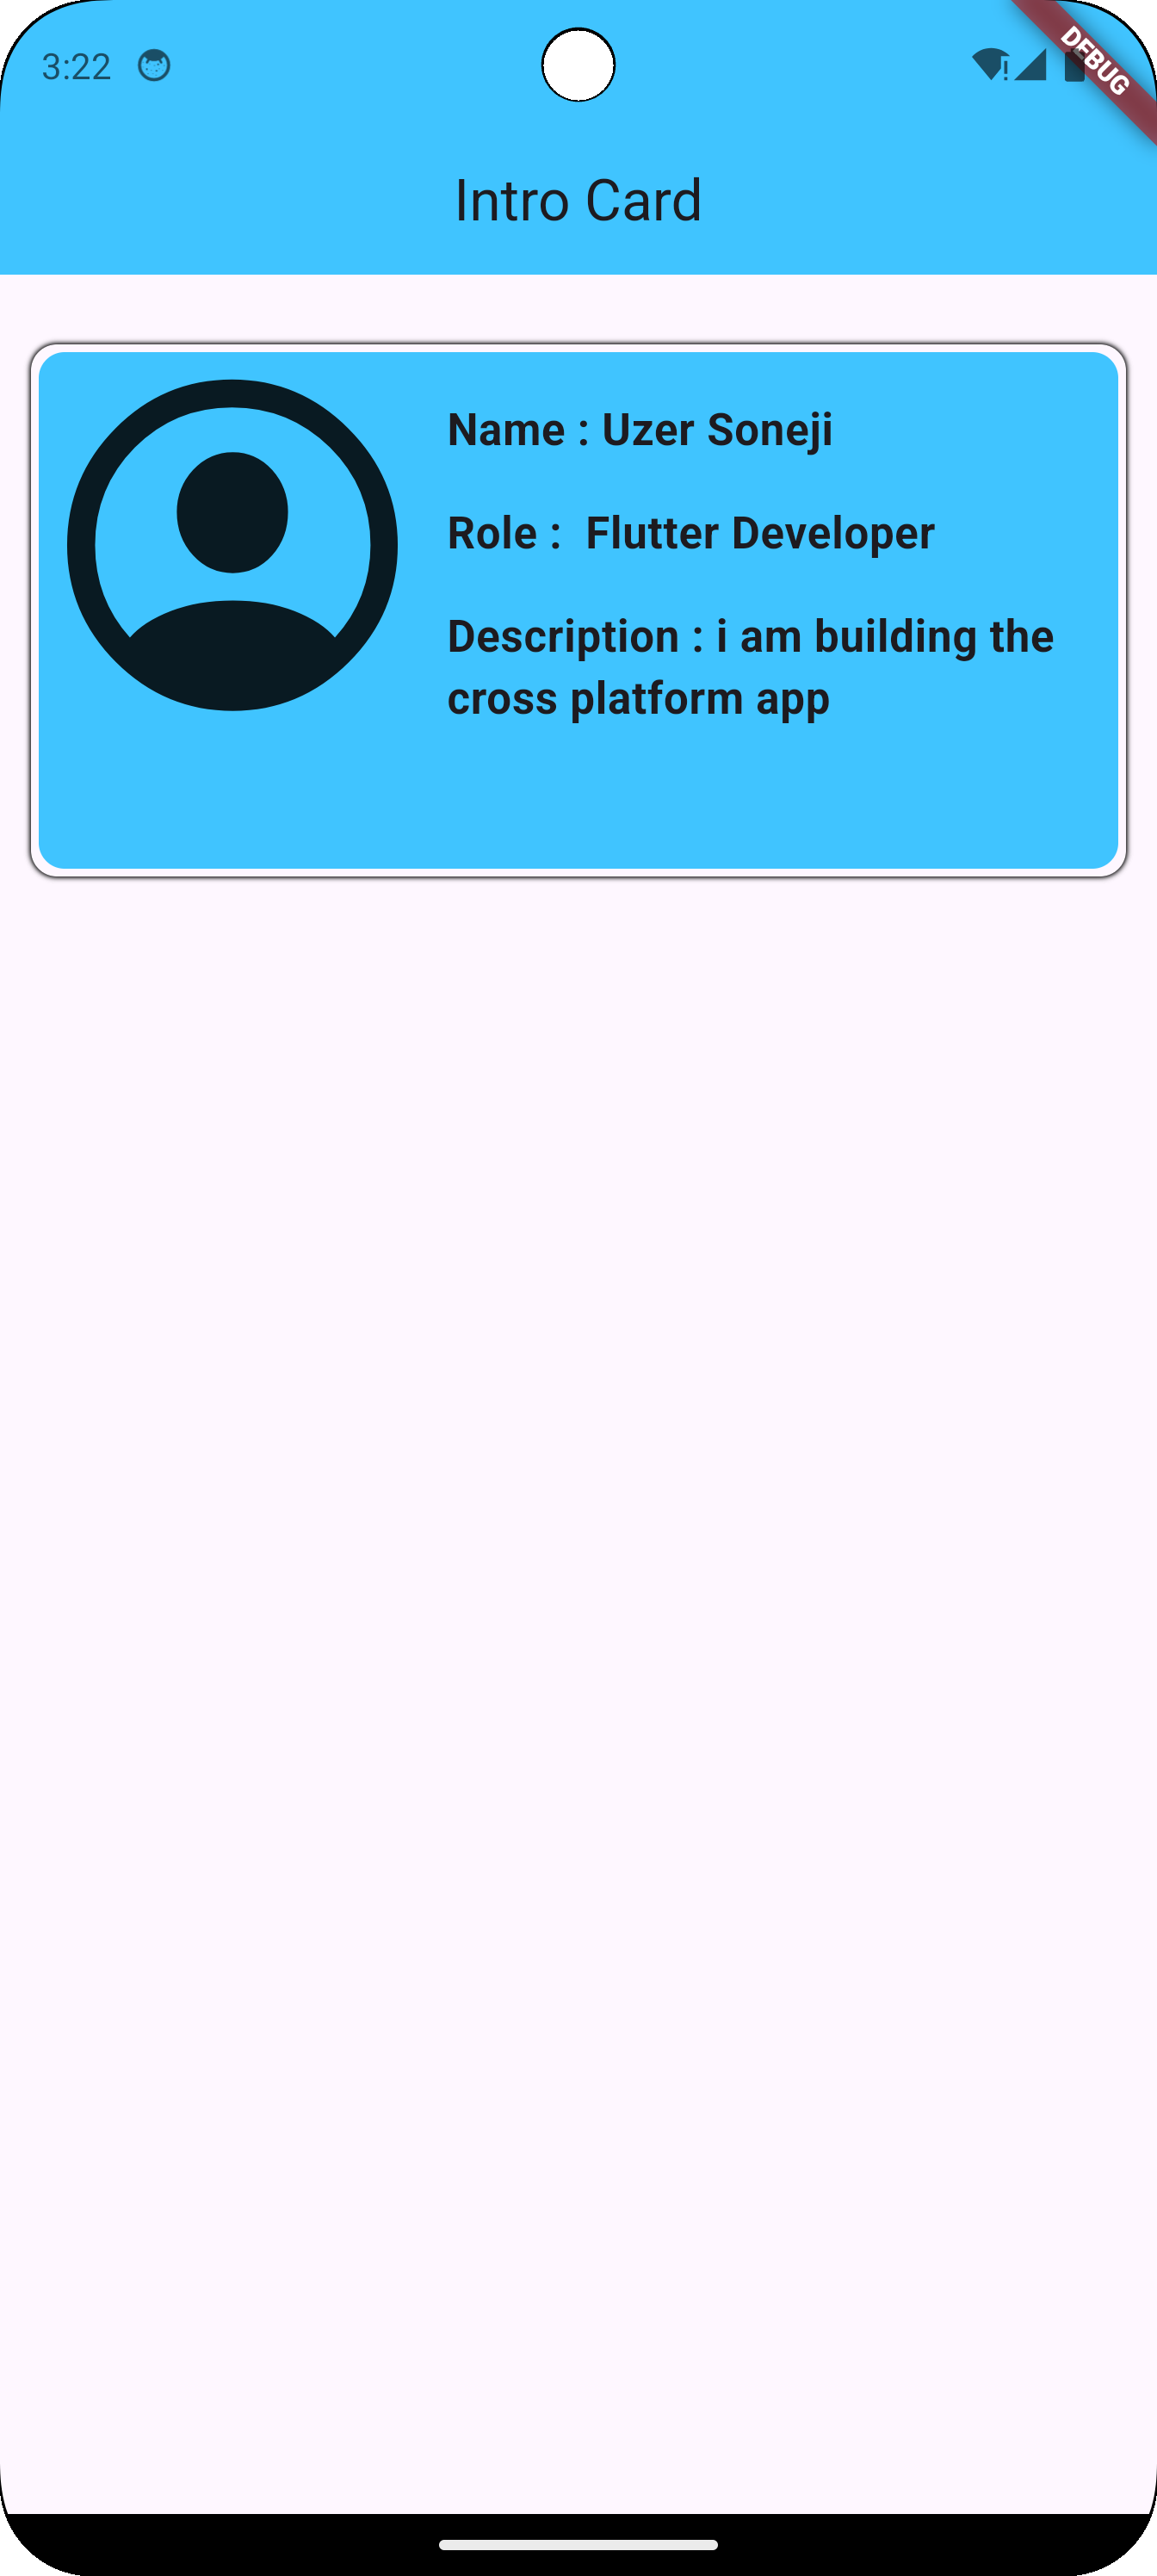 3:22
DEBUG
Intro Card
Name : Uzer Soneji
Role :  Flutter Developer
Description : i am building the
cross platform app